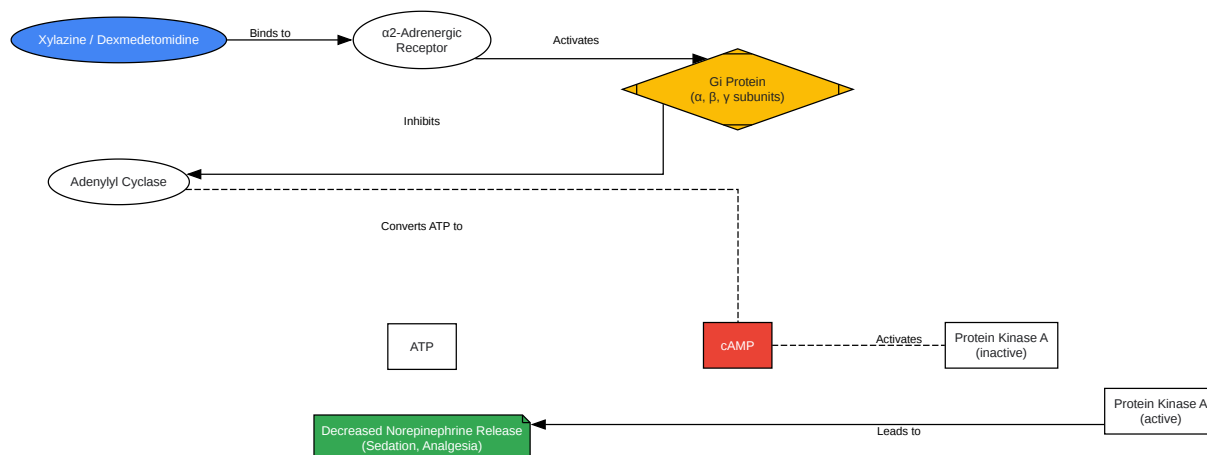 Xylazine / Dexmedetomidine
Binds to
α2-Adrenergic
Receptor
Activates
Gi Protein
(α, β, γ subunits)
Inhibits
Adenylyl Cyclase
Converts ATP to
ATP
cAMP
Activates
Protein Kinase A
(inactive)
Protein Kinase A
(active)
Leads to
Decreased Norepinephrine Release
(Sedation, Analgesia)